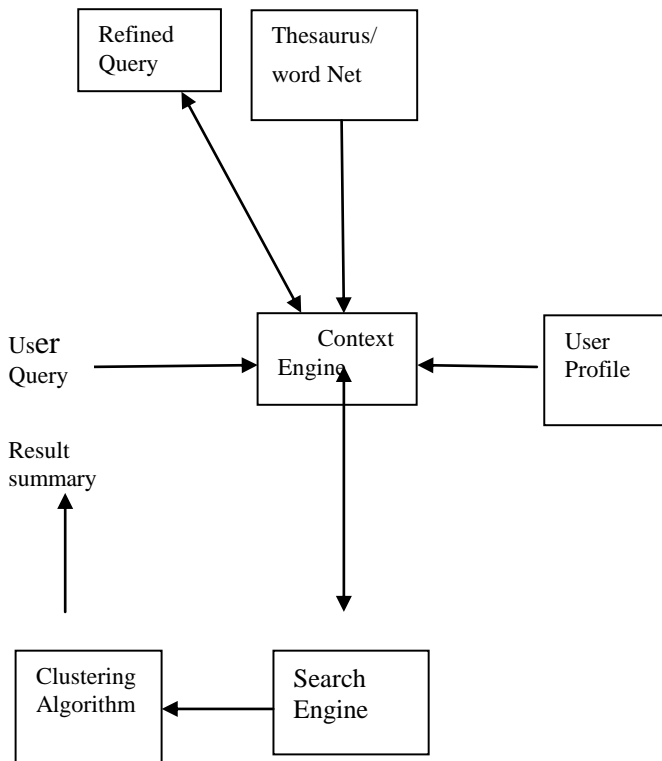 Refined
Query
Thesaurus/
word Net
User
Query
Context
Engine
User
Profile
Result
summary
Clustering
Algorithm
Search
Engine